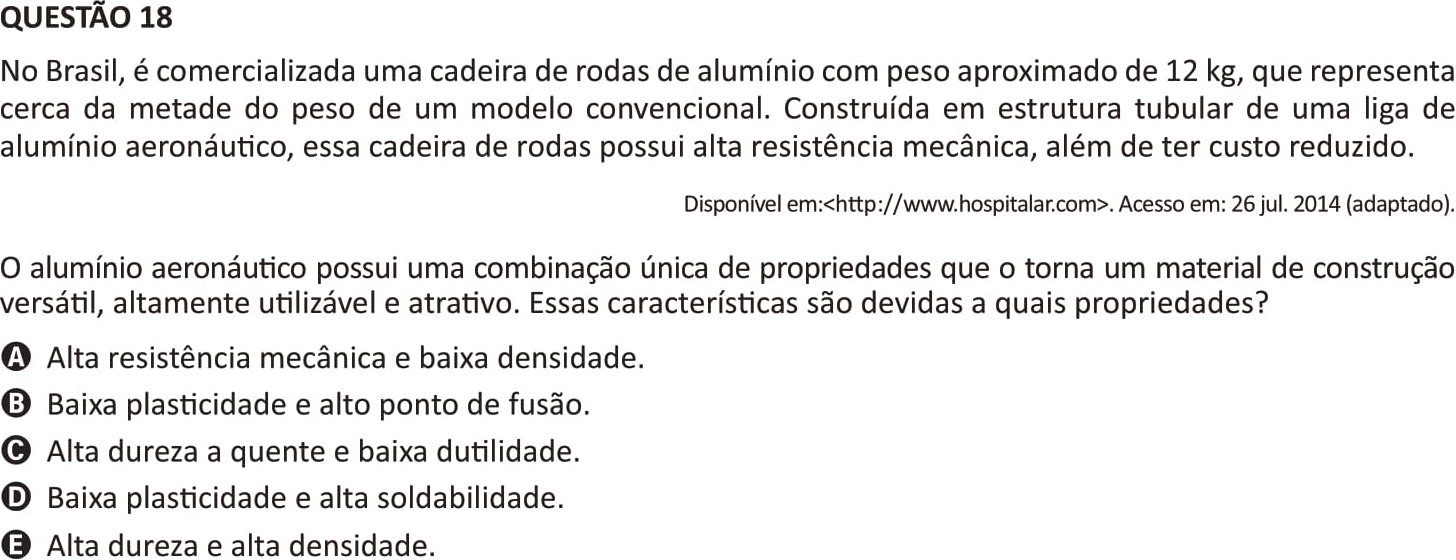 QUESTÃO 18
No Brasil, é comercializada uma cadeira de rodas de alumínio com peso aproximado de 12 kg, que representa
cerca da metade do peso de um modelo convencional. Construída em estrutura tubular de uma liga de
alumínio aeronáutico, essa cadeira de rodas possui alta resistência mecânica, além de ter custo reduzido.
Disponível em:<http://www.hospitalar.com>. Acesso em: 26 jul. 2014 (adaptado).
O alumínio aeronáutico possui uma combinação única de propriedades que o torna um material de construção
versátil, altamente utilizável e atrativo. Essas características são devidas a quais propriedades?
A Alta resistência mecânica e baixa densidade.
B Baixa plasticidade e alto ponto de fusão.
C Alta dureza a quente e baixa dutilidade.
D Baixa plasticidade e alta soldabilidade.
E Alta dureza e alta densidade.